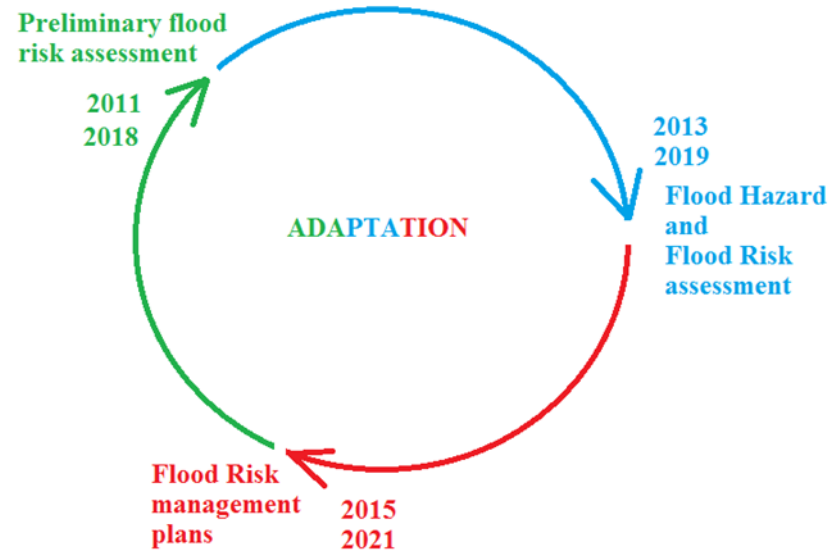 Preliminary flood
risk assessment
2011
2018
2013
2019
Flood Hazard
and
Flood Risk
assessment
ADAPTATION
Flood Risk
management
plans
2015
2021